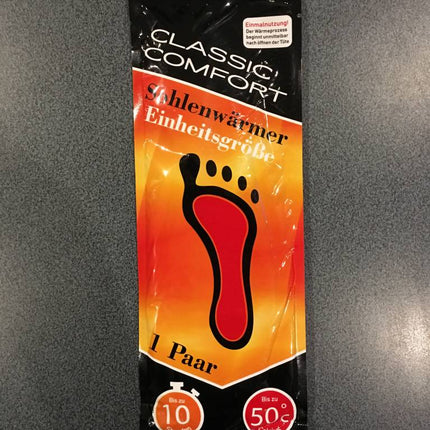 Einmalnutzung!
Der Wärmeprozess
beginnt unmittelbar
nach öffnen der Tüte
CLASSIC
COMFORT
Sohlenwärmer
Einheitsgröße
1 Paar
Bis zu
10
Bis zu
50°C